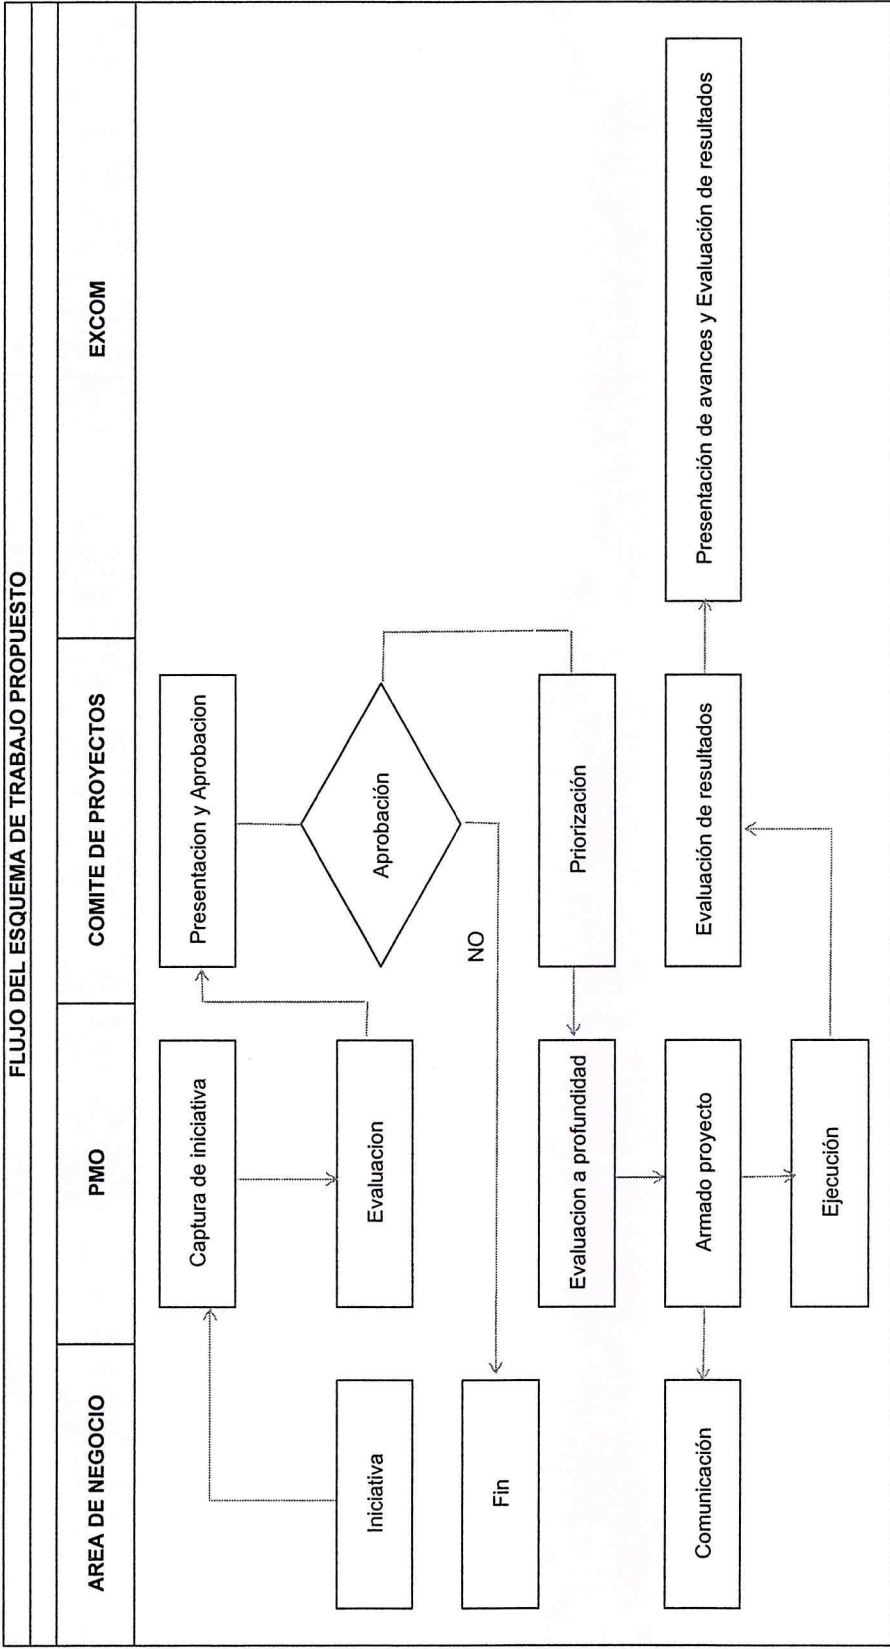 FLUJO DEL ESQUEMA DE TRABAJO PROPUESTO
AREA DE NEGOCIO
PMO
COMITE DE PROYECTOS
EXCOM
Captura de iniciativa
Presentacion y Aprobacion
Iniciativa
Evaluacion
Aprobación
NO
Fin
Evaluacion a profundidad
Priorización
Comunicación
Armado proyecto
Evaluación de resultados
Presentación de avances y Evaluación de resultados
Ejecución